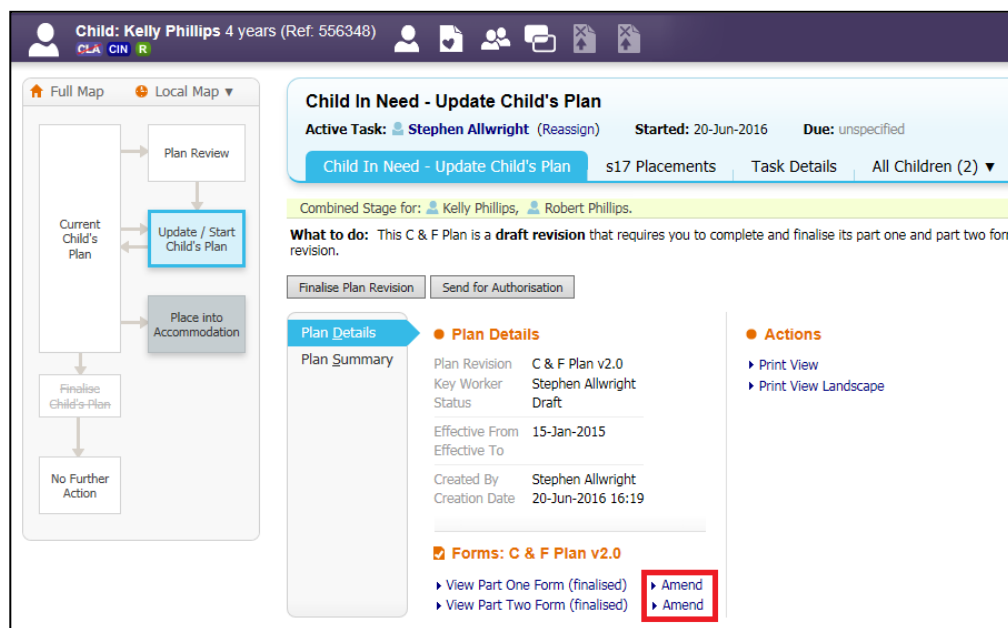 Child: Kelly Phillips 4 years (Ref: 556348)
CLA CIN R
Full Map Local Map ▼
Current
Child's
Plan
Plan Review
Update / Start
Child's Plan
Place into
Accommodation
Finalise
Child's Plan
No Further
Action
Child In Need - Update Child's Plan
Active Task: Stephen Allwright (Reassign) Started: 20-Jun-2016 Due: unspecified
Child In Need - Update Child's Plan s17 Placements Task Details All Children (2) ▼
Combined Stage for: Kelly Phillips, Robert Phillips.
What to do: This C & F Plan is a draft revision that requires you to complete and finalise its part one and part two for
revision.
Finalise Plan Revision Send for Authorisation
Plan Details
Plan Summary
Plan Details
Plan Revision C & F Plan v2.0
Key Worker Stephen Allwright
Status Draft
Effective From 15-Jan-2015
Effective To
Created By Stephen Allwright
Creation Date 20-Jun-2016 16:19
Forms: C & F Plan v2.0
View Part One Form (finalised) Amend
View Part Two Form (finalised) Amend
Actions
Print View
Print View Landscape